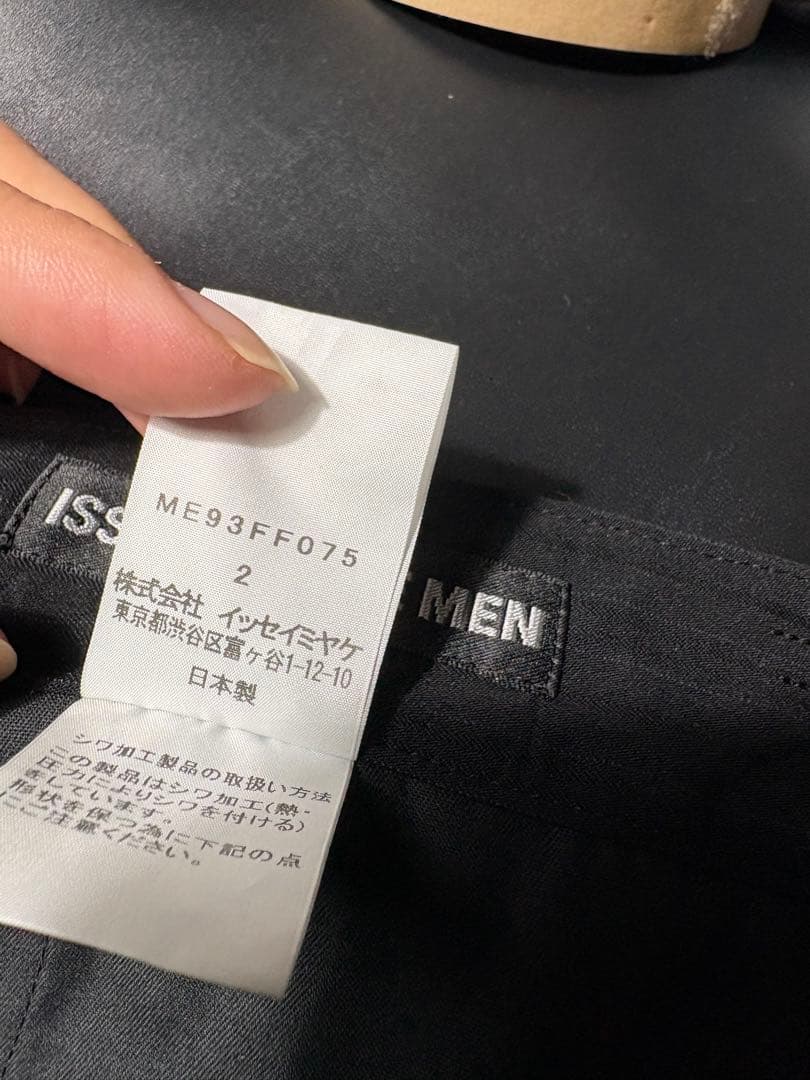 ISS
E MEN
ME93FF075
2
株式会社 イッセイミヤケ
東京都渋谷区富ヶ谷1-12-10
日本製
シワ加工製品の取扱い方法
この製品はシワ加工(熱・
圧力によりシワを付ける)
をしています。
形状を保つ為に下記の点
にご注意ください。